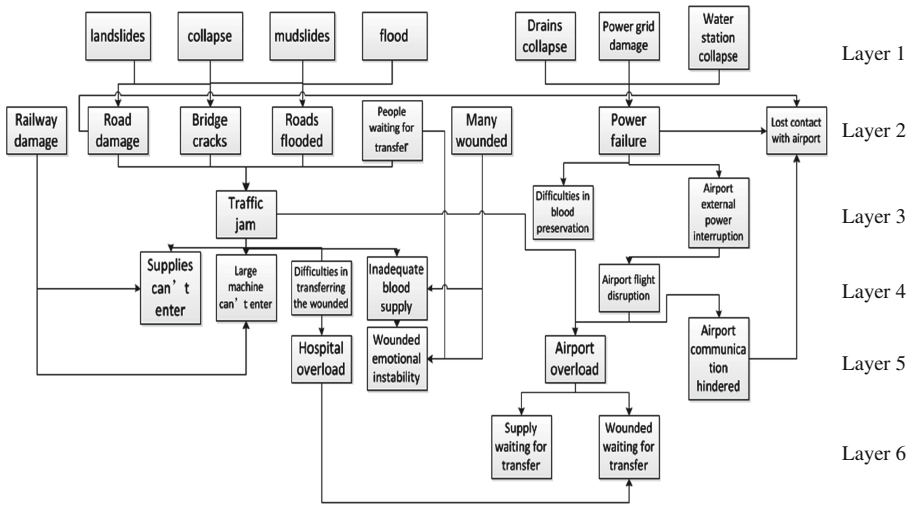 landslides
collapse
mudslides
flood
Drains
collapse
Power grid
damage
Water
station
collapse
Layer 1
Railway
damage
Road
damage
Bridge
cracks
Roads
flooded
People
waiting for
transfer
Many
wounded
Power
failure
Lost contact
with airport
Layer 2
Traffic
jam
Difficulties in
blood
preservation
Airport
external
power
interruption
Layer 3
Supplies
can’t
enter
Large
machine
can’t enter
Difficulties in
transferring
the wounded
Inadequate
blood
supply
Airport flight
disruption
Layer 4
Hospital
overload
Wounded
emotional
instability
Airport
overload
Airport
communica
tion
hindered
Layer 5
Supply
waiting for
transfer
Wounded
waiting for
transfer
Layer 6